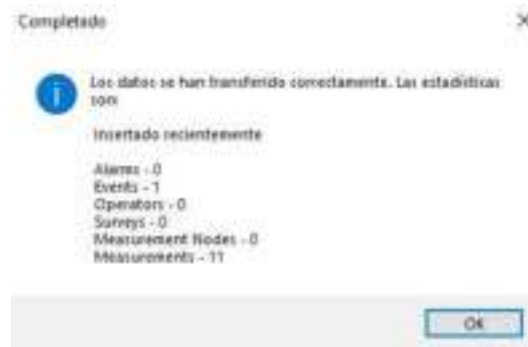 Completado
Los datos se han transferido correctamente. Las estadísticas
son:
Insertado recientemente
Alarms - 0
Events - 1
Operators - 0
Surveys - 0
Measurement Nodes - 0
Measurements - 11
OK